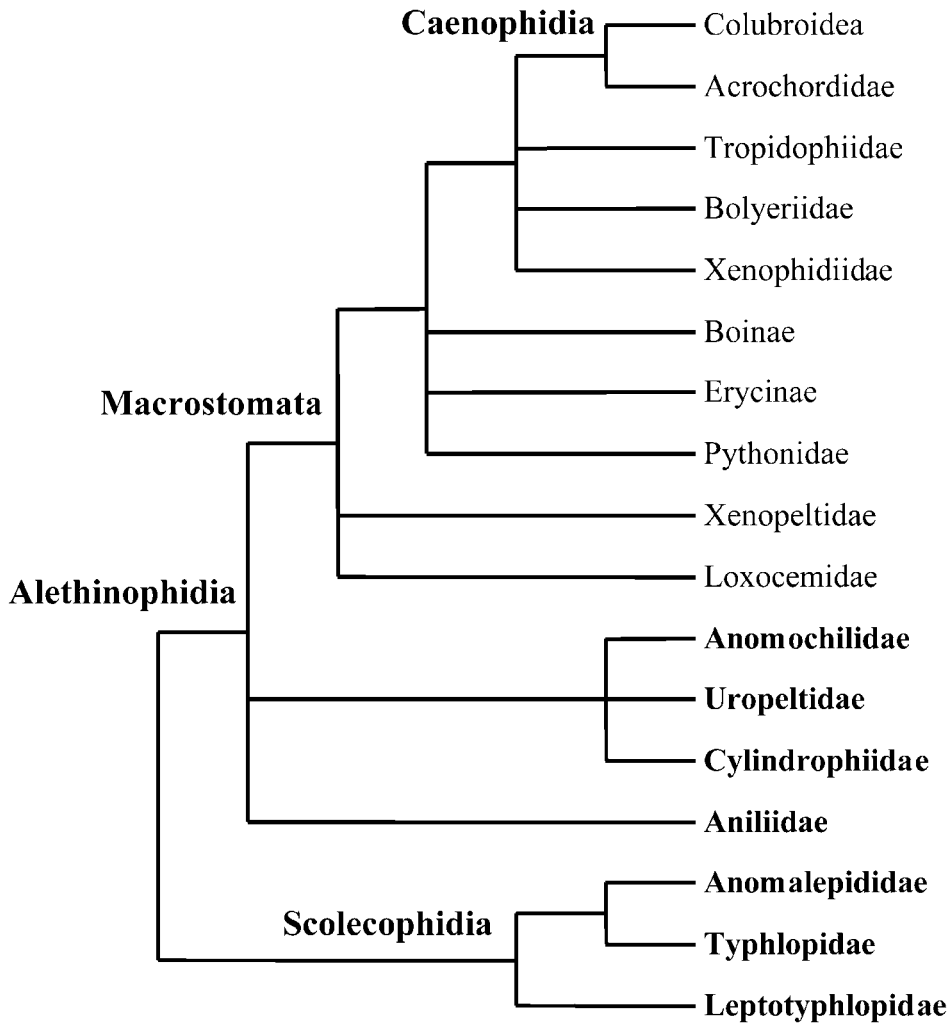 Caenophidia
Colubroidea
Acrochordidae
Tropidophiidae
Bolyeriidae
Xenophidiidae
Boinae
Erycinae
Macrostomata
Pythonidae
Xenopeltidae
Loxocemidae
Alethinophidia
Anomochilidae
Uropeltidae
Cylindrophiidae
Aniliidae
Anomalepididae
Scolecophidia
Typhlopidae
Leptotyphlopidae